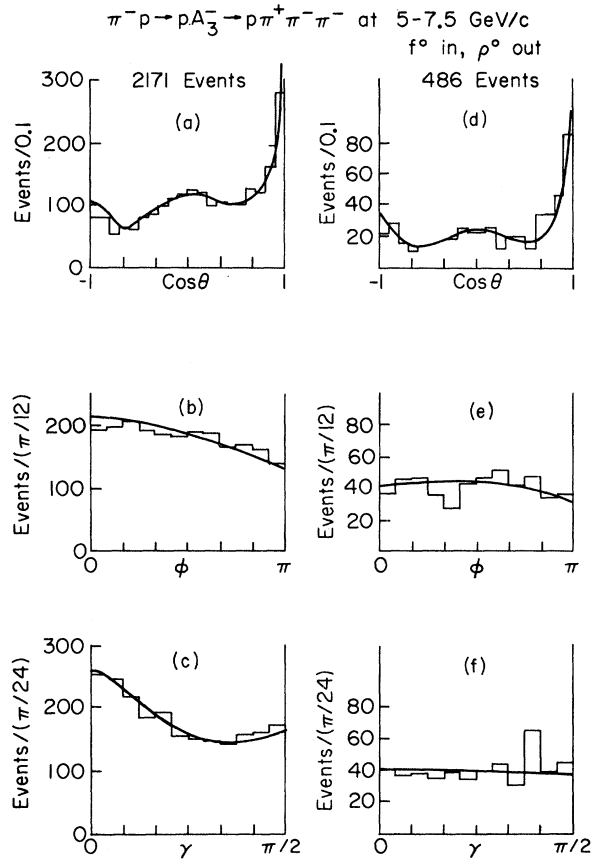 π⁻p→pA₃⁻→pπ⁺π⁻π⁻ at 5-7.5 GeV/c
f° in, ρ° out
2171 Events
486 Events
(a)
Events/0.1
300
200
100
0
-1
Cosθ
1
(d)
Events/0.1
80
60
40
20
-1
Cosθ
1
(b)
Events/(π/12)
200
100
0
0
φ
π
(e)
Events/(π/12)
80
60
40
20
0
φ
π
(c)
Events/(π/24)
300
200
100
0
0
γ
π/2
(f)
Events/(π/24)
80
60
40
20
0
γ
π/2